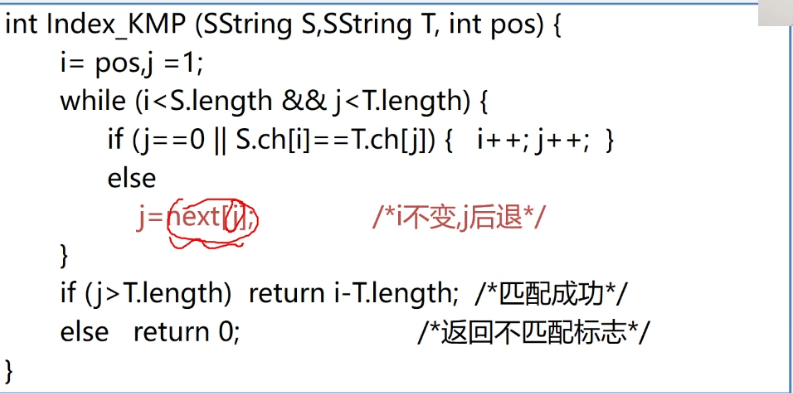 int Index_KMP (SString S,SString T, int pos) {
i= pos,j =1;
while (i<S.length && j<T.length) {
if (j==0 || S.ch[i]==T.ch[j]) { i++; j++; }
else
j=next[j]; /*i不变,j后退*/
}
if (j>T.length) return i-T.length; /*匹配成功*/
else return 0; /*返回不匹配标志*/
}